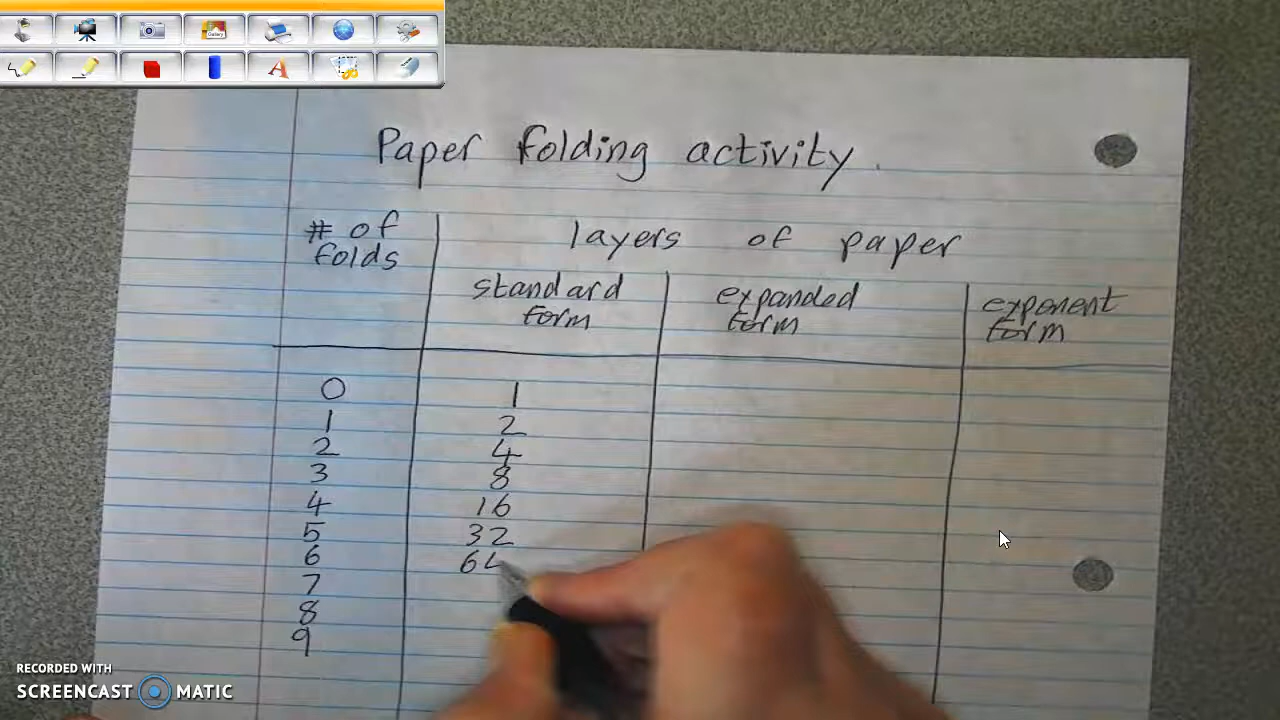 Paper folding activity.
# of folds
layers of paper
standard form
expanded form
exponent form
0 1
1 2
2 4
3 8
4 16
5 32
6 64
7
8
9
RECORDED WITH
SCREENCAST MATIC